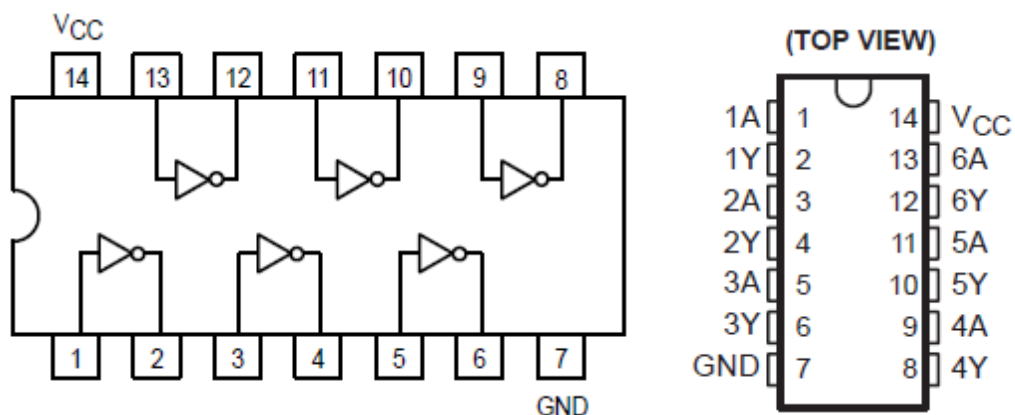 VCC
14 13 12 11 10 9 8
1 2 3 4 5 6 7
GND
(TOP VIEW)
1A 1 14 VCC
1Y 2 13 6A
2A 3 12 6Y
2Y 4 11 5A
3A 5 10 5Y
3Y 6 9 4A
GND 7 8 4Y